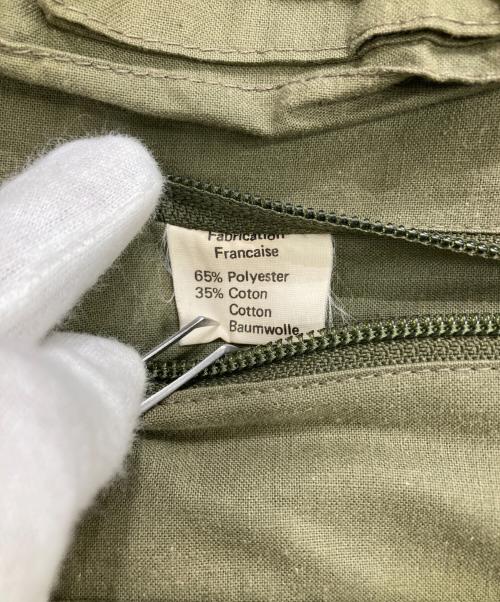 Fabrication
Francaise
65% Polyester
35% Coton
Cotton
Baumwolle